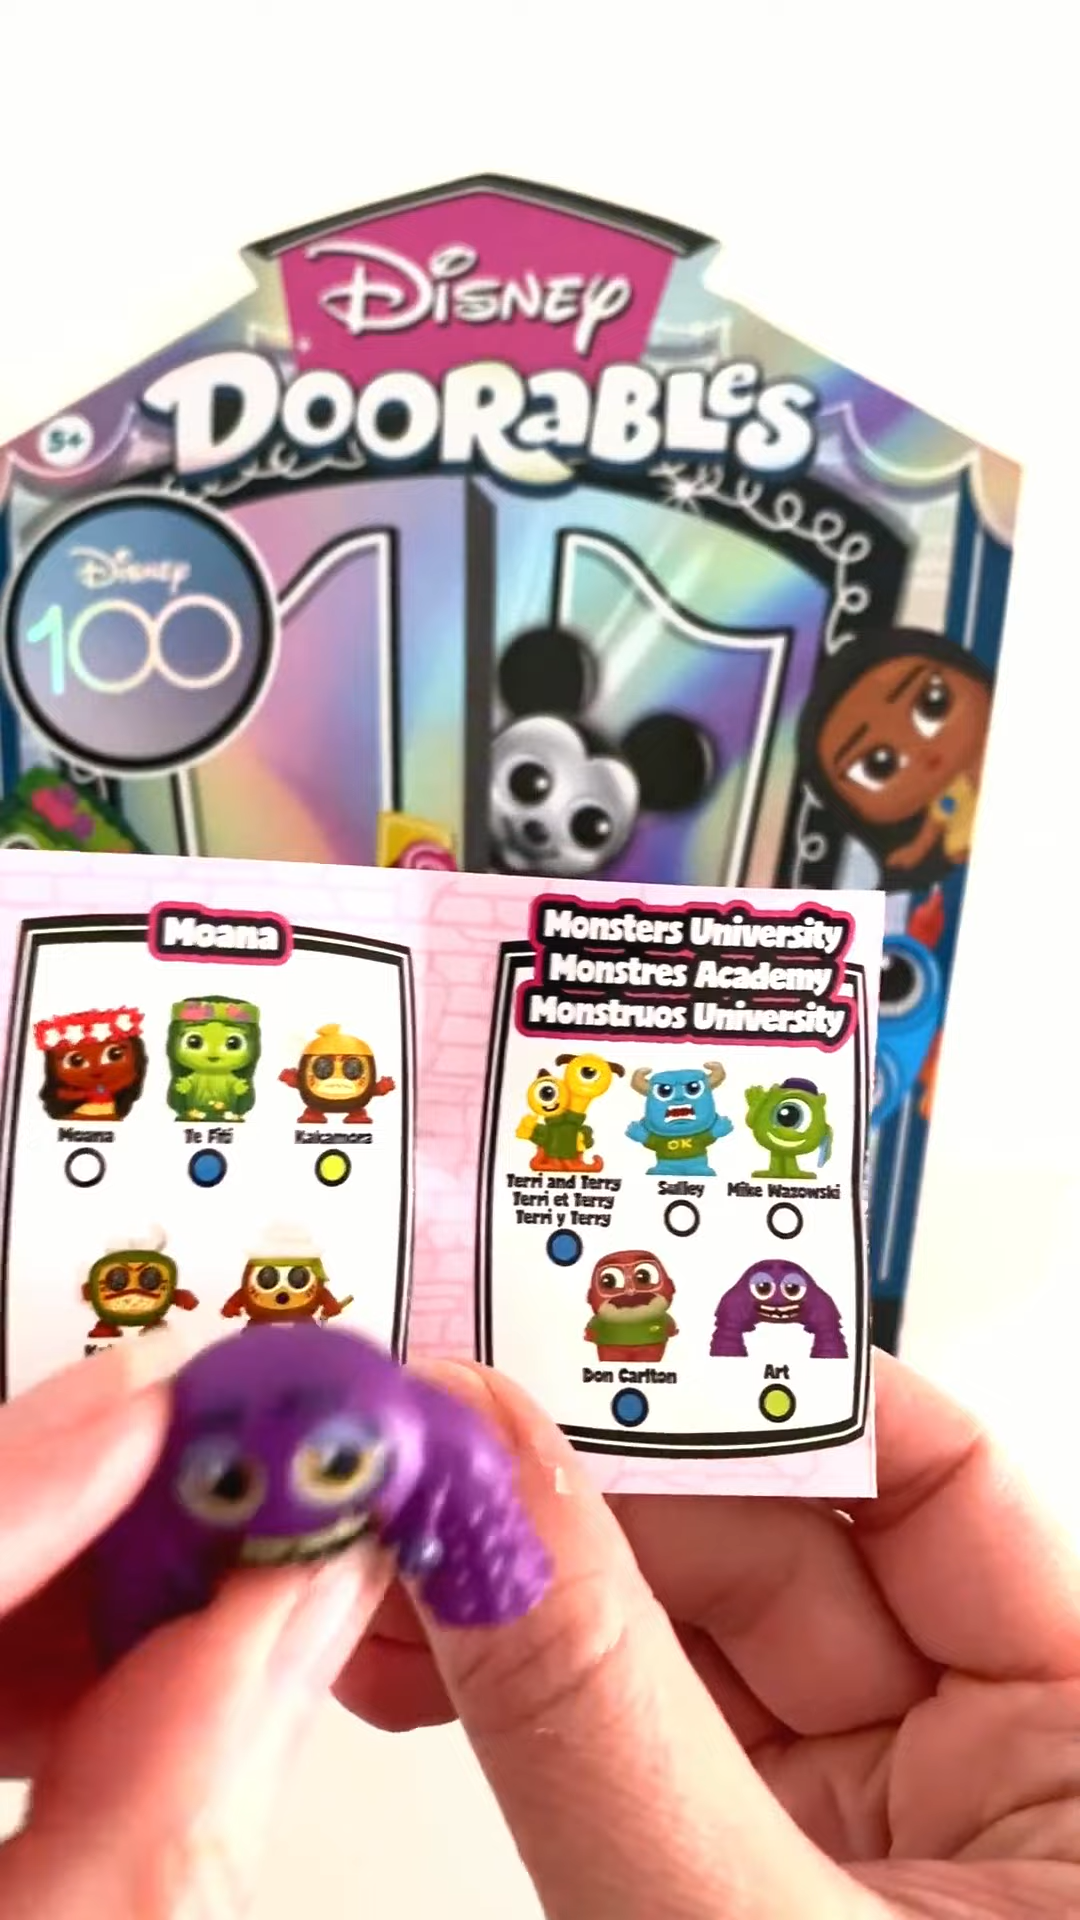 Disney
DOORABLES
5+
Disney
100
Moana
Moana
Te Fiti
Kakamora
Monsters University
Monstres Academy
Monstruos University
Terri and Terry
Terri et Terry
Terri y Terry
Sulley
OK
Mike Wazowski
Don Carlton
Art